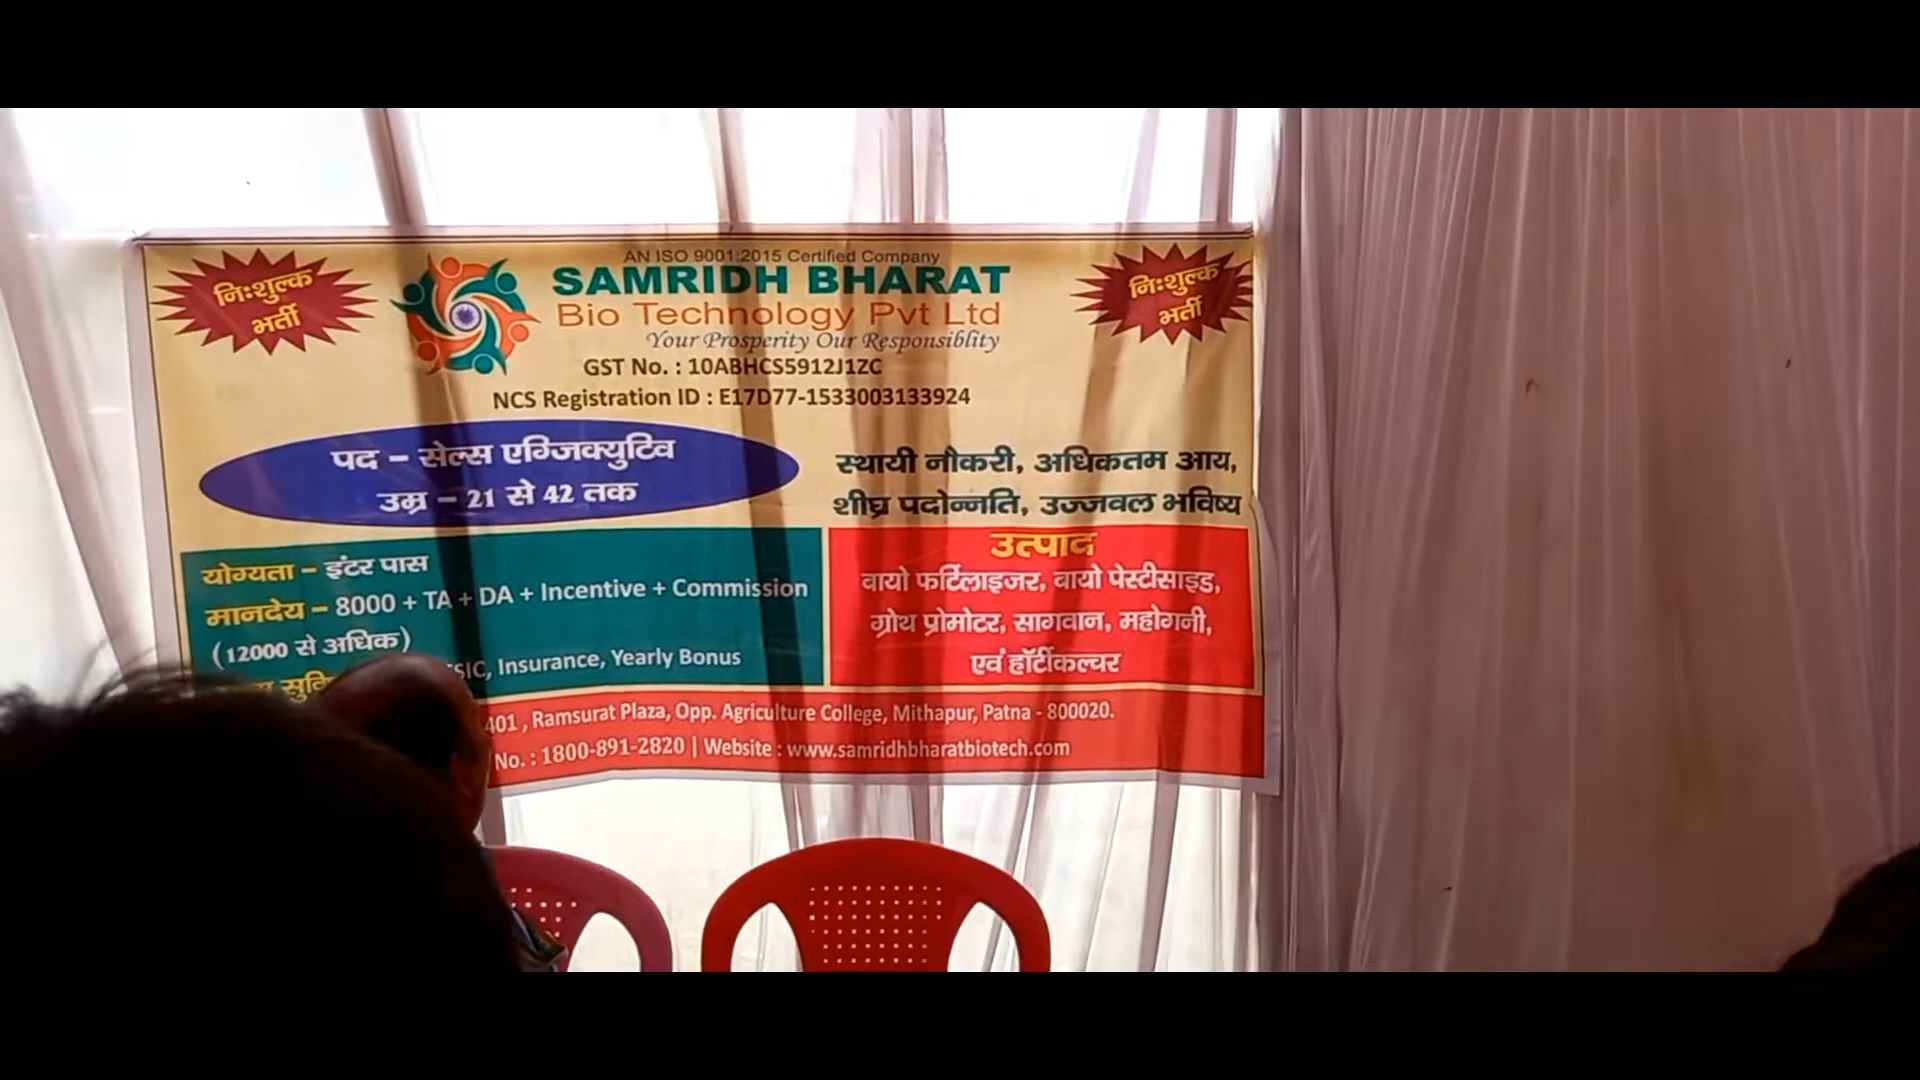 निःशुल्क
भर्ती
AN ISO 9001:2015 Certified Company
SAMRIDH BHARAT
Bio Technology Pvt Ltd
Your Prosperity Our Responsiblity
GST No. : 10ABHCS5912J1ZC
NCS Registration ID : E17D77-1533003133924
निःशुल्क
भर्ती
पद – सेल्स एग्जिक्युटिव
उम्र – 21 से 42 तक
स्थायी नौकरी, अधिकतम आय,
शीघ्र पदोन्नति, उज्जवल भविष्य
योग्यता – इंटर पास
मानदेय – 8000 + TA + DA + Incentive + Commission
(12000 से अधिक)
Insurance, Yearly Bonus
उत्पाद
वायो फर्टिलाइजर, वायो पेस्टीसाइड,
ग्रोथ प्रोमोटर, सागवान, महोगनी,
एवं हॉर्टीकल्चर
401 , Ramsurat Plaza, Opp. Agriculture College, Mithapur, Patna - 800020.
No. : 1800-891-2820 | Website : www.samridhbharatbiotech.com